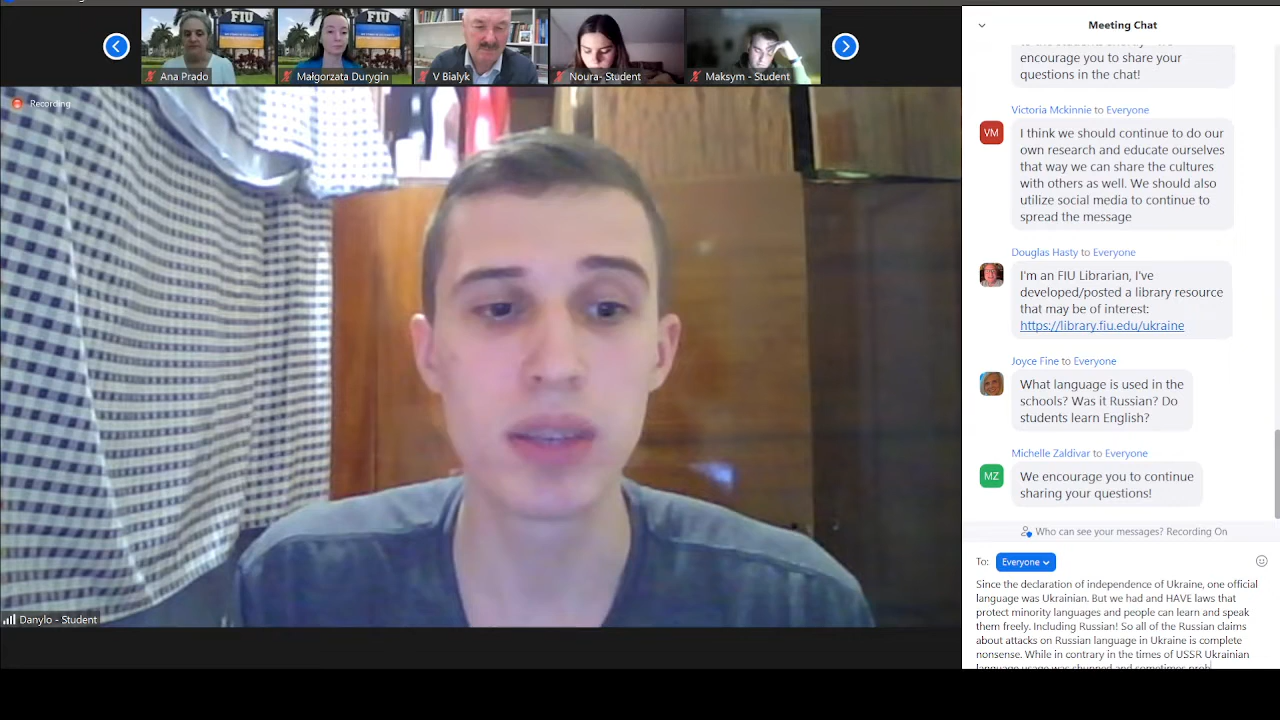 FIU
FIU
Ana Prado
Małgorzata Durygin
V Bialyk
Noura- Student
Maksym - Student
Recording
Danylo - Student
Meeting Chat
encourage you to share your
questions in the chat!
Victoria Mckinnie to Everyone
VM
I think we should continue to do our
own research and educate ourselves
that way we can share the cultures
with others as well. We should also
utilize social media to continue to
spread the message
Douglas Hasty to Everyone
I'm an FIU Librarian, I've
developed/posted a library resource
that may be of interest:
https://library.fiu.edu/ukraine
Joyce Fine to Everyone
What language is used in the
schools? Was it Russian? Do
students learn English?
Michelle Zaldivar to Everyone
MZ
We encourage you to continue
sharing your questions!
Who can see your messages? Recording On
To: Everyone
Since the declaration of independence of Ukraine, one official
language was Ukrainian. But we had and HAVE laws that
protect minority languages and people can learn and speak
them freely. Including Russian! So all of the Russian claims
about attacks on Russian language in Ukraine is complete
nonsense. While in contrary in the times of USSR Ukrainian
language usage was shunned and sometimes proh